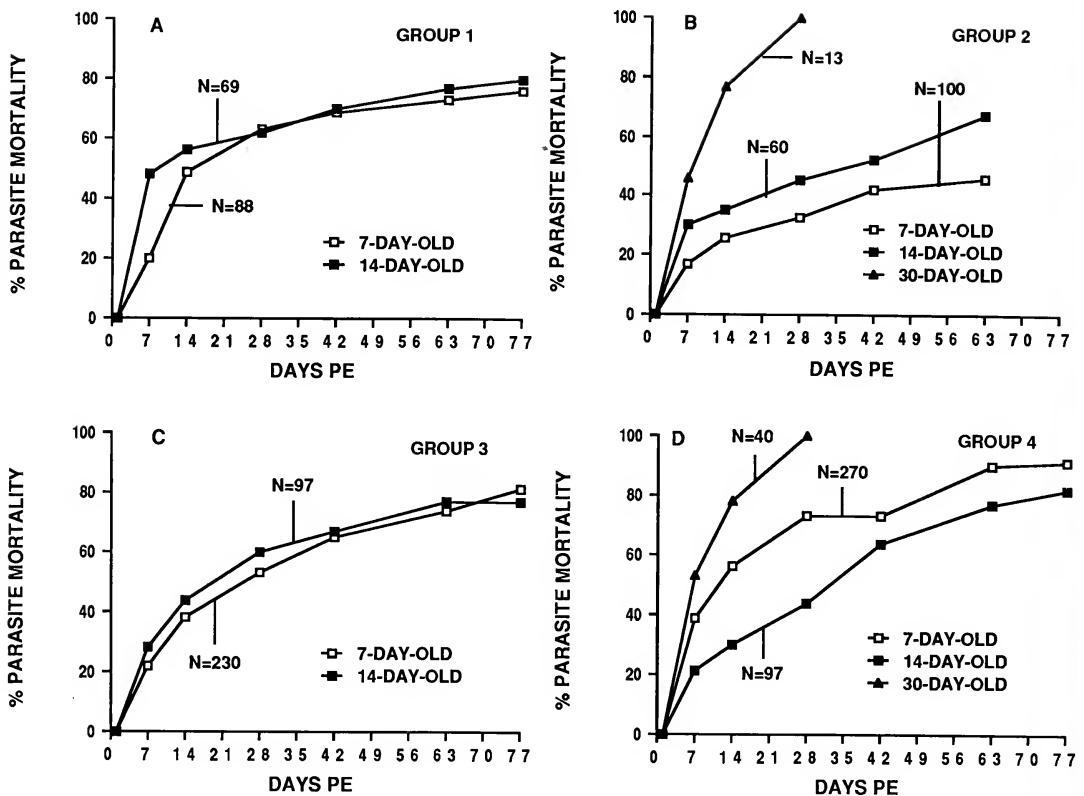 A
GROUP 1
% PARASITE MORTALITY
100
80
60
40
20
0
N=69
N=88
7-DAY-OLD
14-DAY-OLD
0 7 14 21 28 35 42 49 56 63 70 77
DAYS PE
B
GROUP 2
% PARASITE MORTALITY
100
80
60
40
20
0
N=13
N=100
N=60
7-DAY-OLD
14-DAY-OLD
30-DAY-OLD
0 7 14 21 28 35 42 49 56 63 70 77
DAYS PE
C
GROUP 3
% PARASITE MORTALITY
100
80
60
40
20
0
N=97
N=230
7-DAY-OLD
14-DAY-OLD
0 7 14 21 28 35 42 49 56 63 70 77
DAYS PE
D
GROUP 4
% PARASITE MORTALITY
100
80
60
40
20
0
N=40
N=270
N=97
7-DAY-OLD
14-DAY-OLD
30-DAY-OLD
0 7 14 21 28 35 42 49 56 63 70 77
DAYS PE